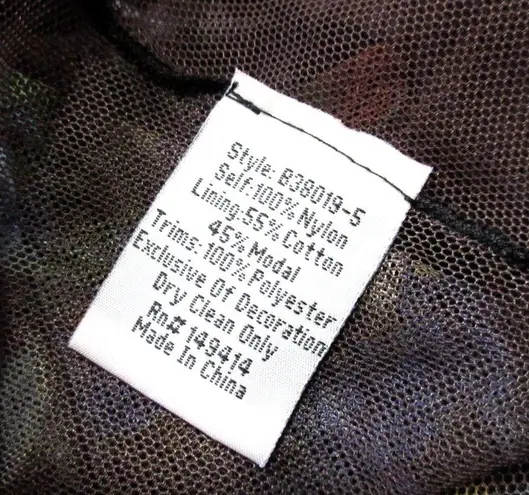 Style: B38019-5
Self:100% Nylon
Lining:55% Cotton
45% Modal
Trims: 100% Polyester
Exclusive Of Decoration
Dry Clean Only
Rn# 149414
Made In China